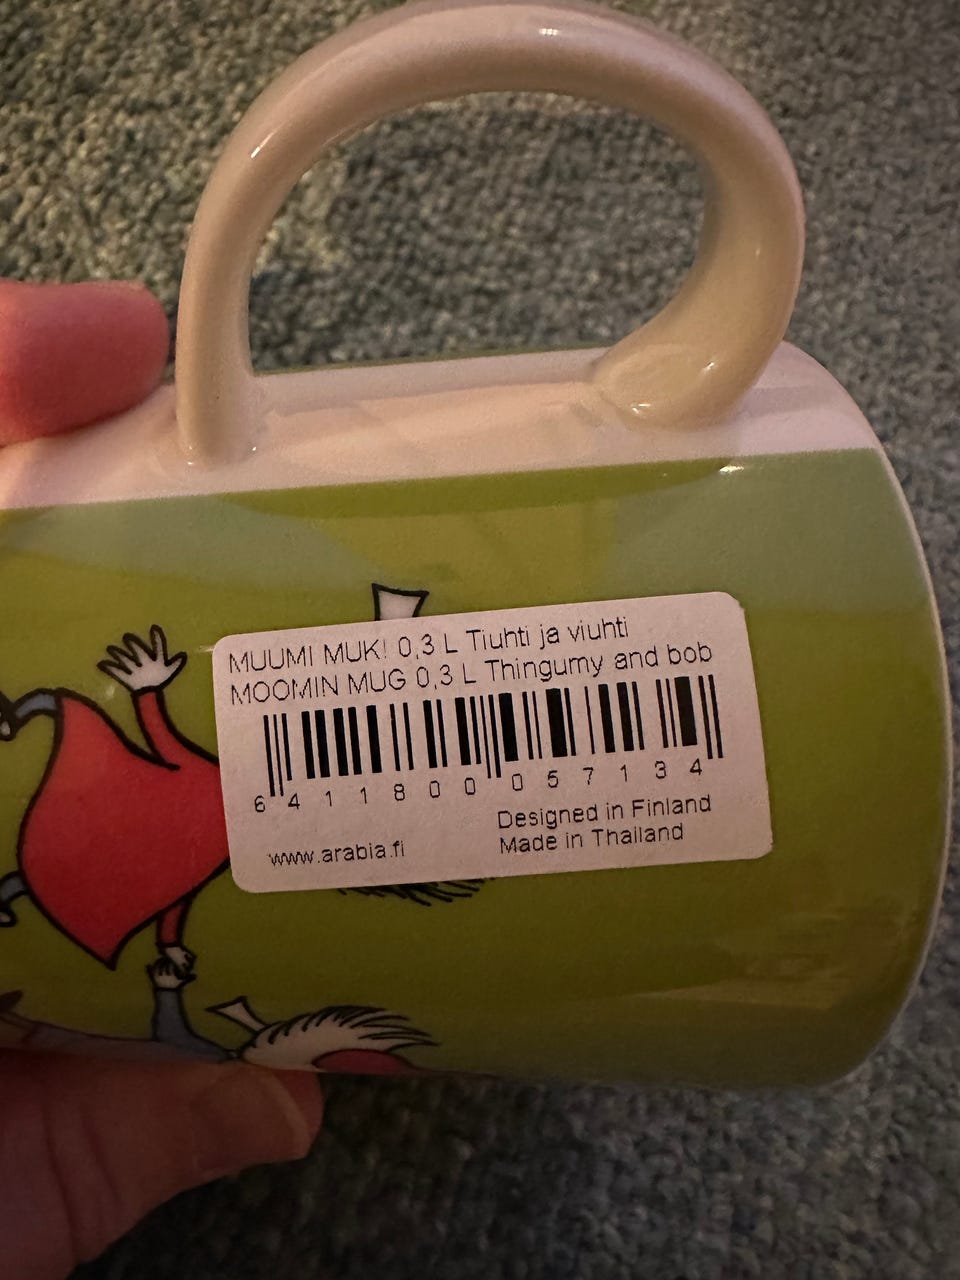 MUUMI MUKI 0,3 L Tiuhti ja viuhti
MOOMIN MUG 0,3 L Thingumy and bob
6 411800 057134
Designed in Finland
www.arabia.fi
Made in Thailand